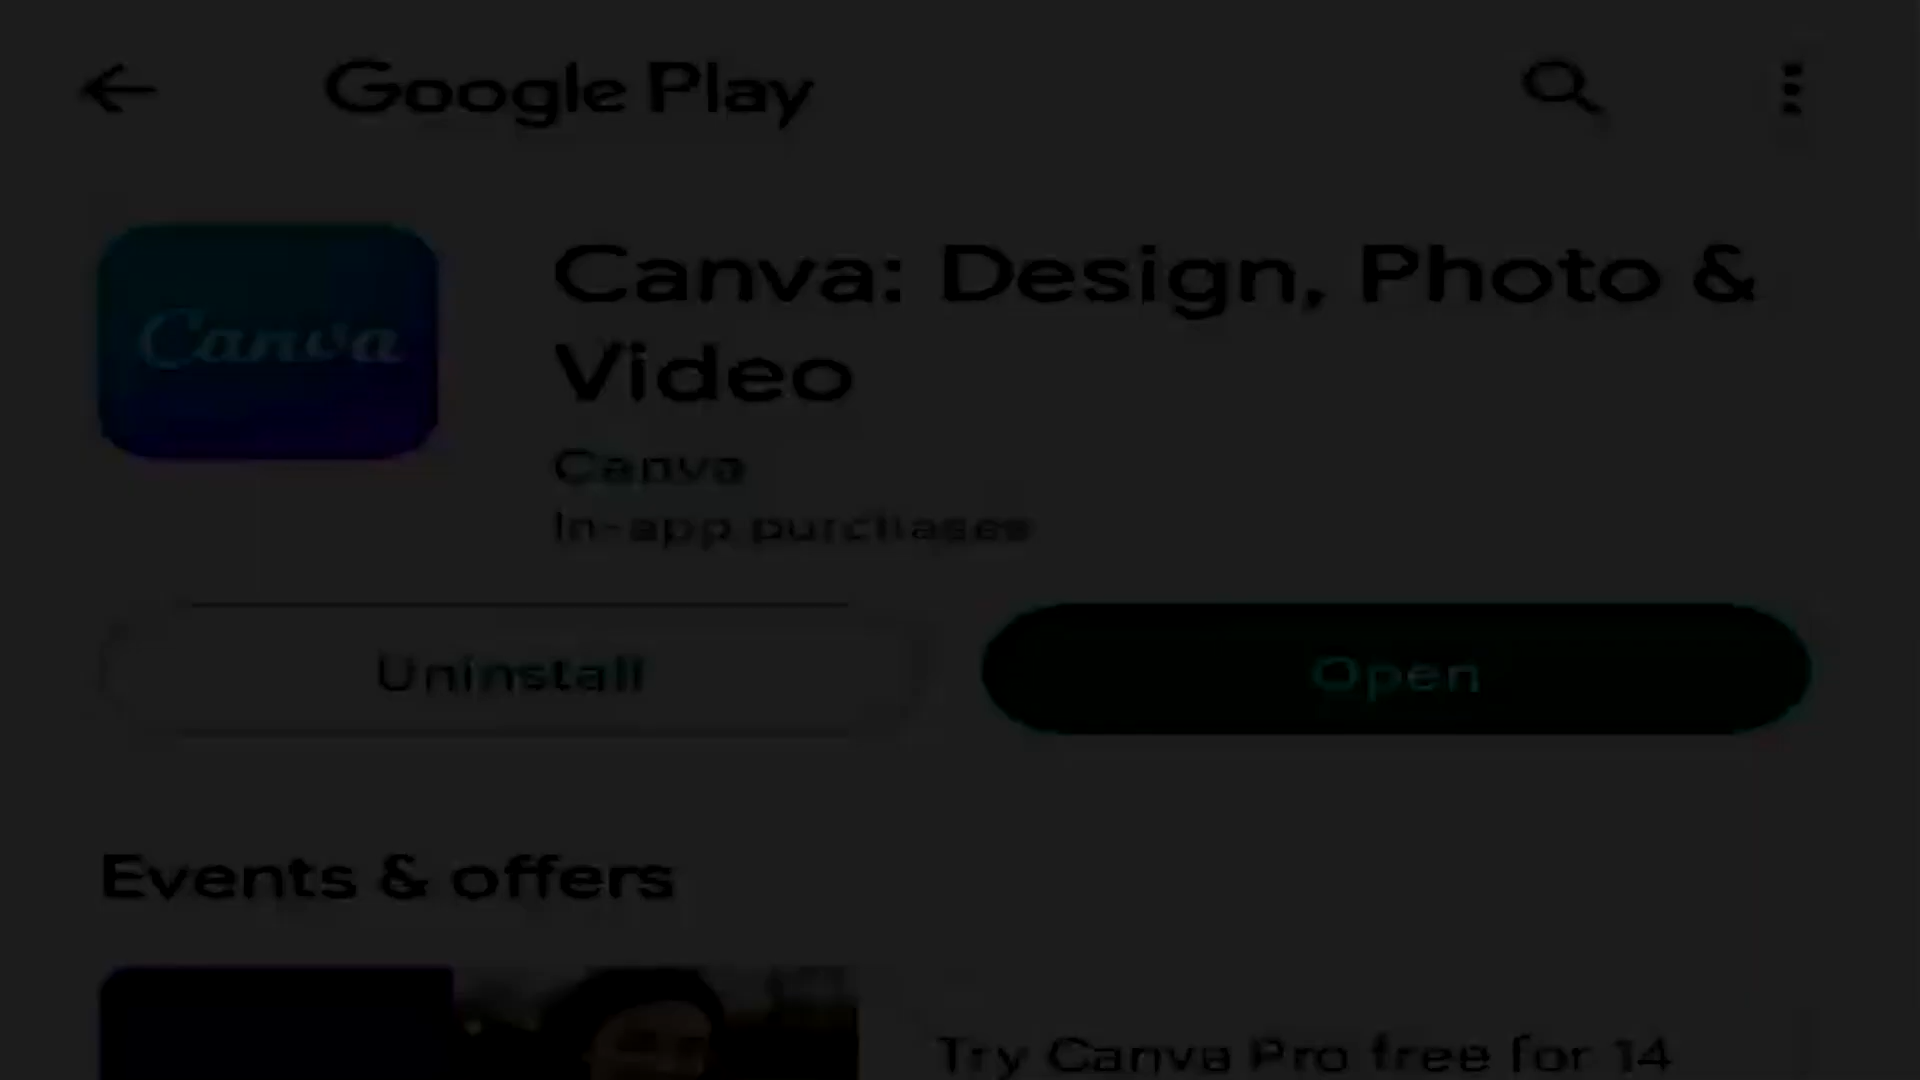 Google Play
Canva
Canva: Design, Photo &
Video
Canva
In-app purchases
Uninstall
Open
Events & offers
Try Canva Pro free for 14